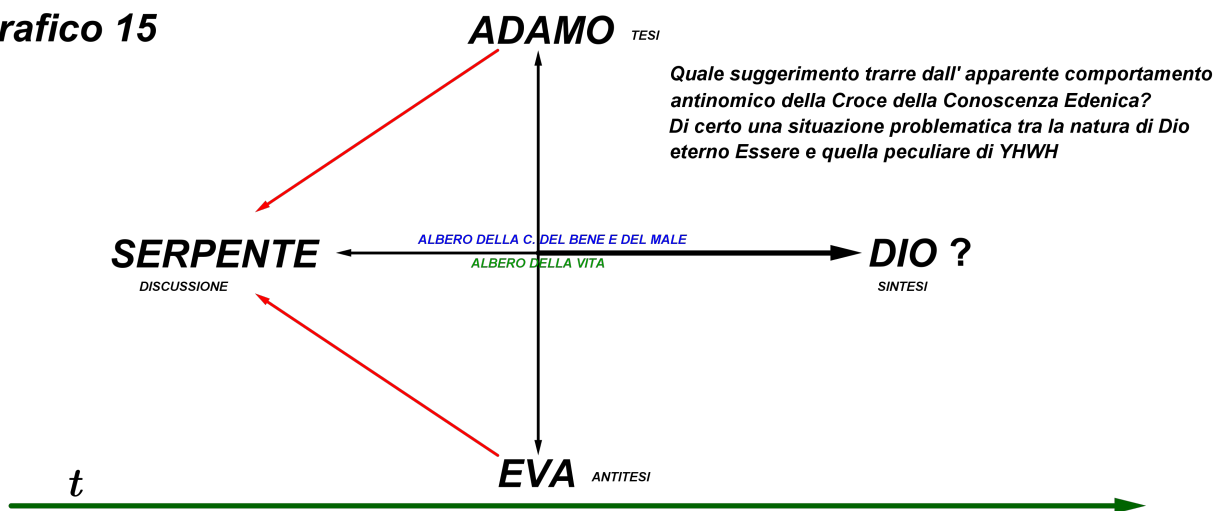 rafico 15
ADAMO TESI
Quale suggerimento trarre dall' apparente comportamento
antinomico della Croce della Conoscenza Edenica?
Di certo una situazione problematica tra la natura di Dio
eterno Essere e quella peculiare di YHWH
ALBERO DELLA C. DEL BENE E DEL MALE
SERPENTE DIO ?
ALBERO DELLA VITA
DISCUSSIONE SINTESI
EVA ANTITESI
t